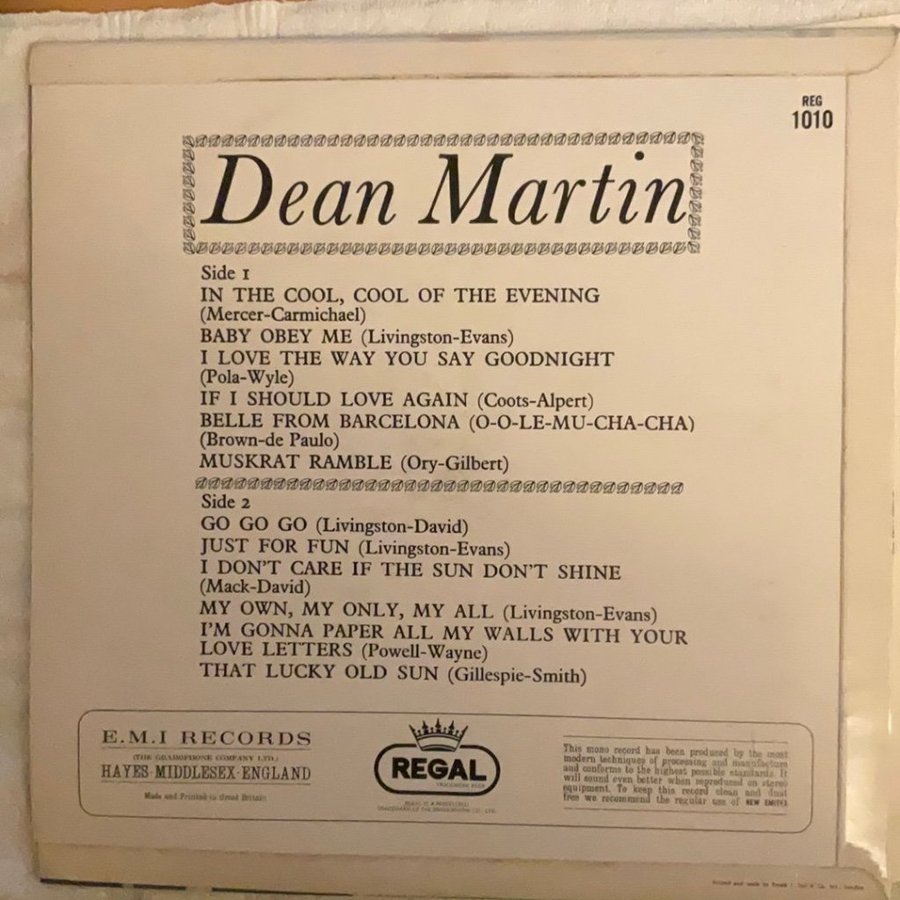 REG
1010
Dean Martin
Side 1
IN THE COOL, COOL OF THE EVENING
(Mercer-Carmichael)
BABY OBEY ME (Livingston-Evans)
I LOVE THE WAY YOU SAY GOODNIGHT
(Pola-Wyle)
IF I SHOULD LOVE AGAIN (Coots-Alpert)
BELLE FROM BARCELONA (O-O-LE-MU-CHA-CHA)
(Brown-de Paulo)
MUSKRAT RAMBLE (Ory-Gilbert)
Side 2
GO GO GO (Livingston-David)
JUST FOR FUN (Livingston-Evans)
I DON'T CARE IF THE SUN DON'T SHINE
(Mack-David)
MY OWN, MY ONLY, MY ALL (Livingston-Evans)
I'M GONNA PAPER ALL MY WALLS WITH YOUR
LOVE LETTERS (Powell-Wayne)
THAT LUCKY OLD SUN (Gillespie-Smith)
E.M.I RECORDS
(THE GRAMOPHONE COMPANY LTD.)
HAYES-MIDDLESEX-ENGLAND
Made and Printed in Great Britain
REGAL
This mono record has been produced by the most
modern techniques of processing and manufacture
and conforms to the highest possible standards. It
will sound even better when reproduced on stereo
equipment. To keep this record clean and dust
free we recommend the regular use of NEW EMITEX